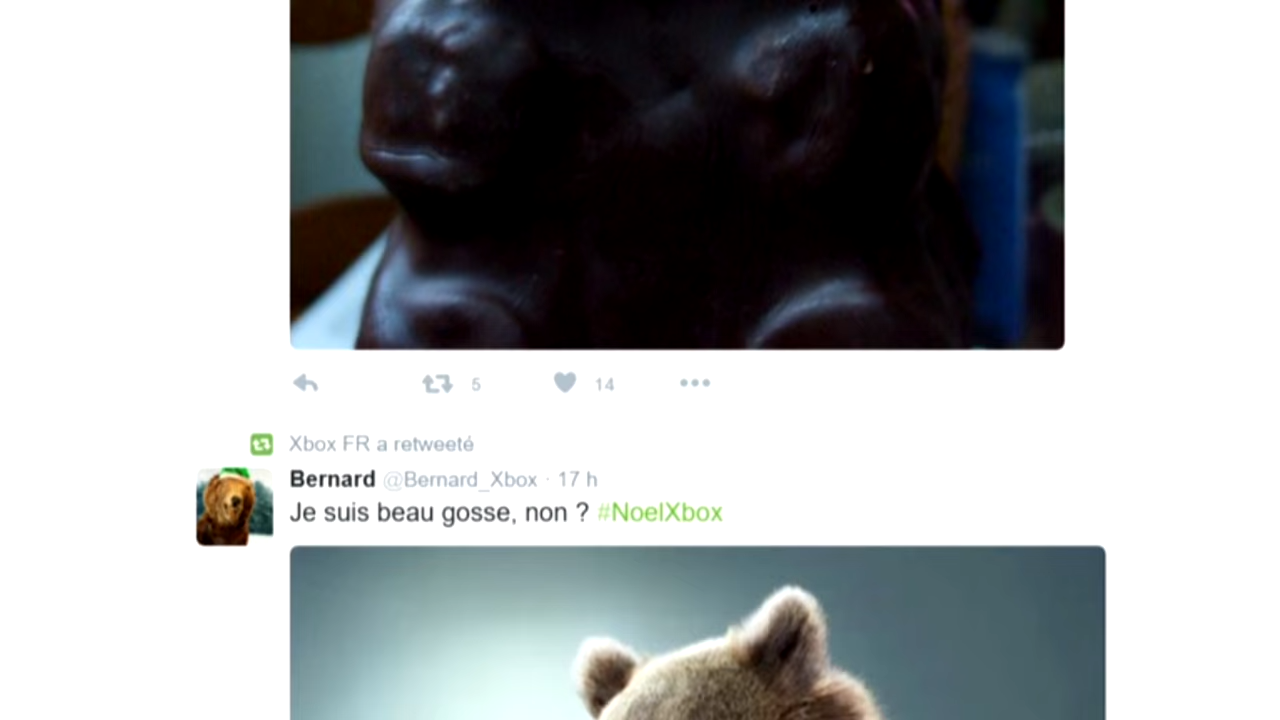 5 14
Xbox FR a retweeté
Bernard @Bernard_Xbox · 17 h
Je suis beau gosse, non ? #NoelXbox